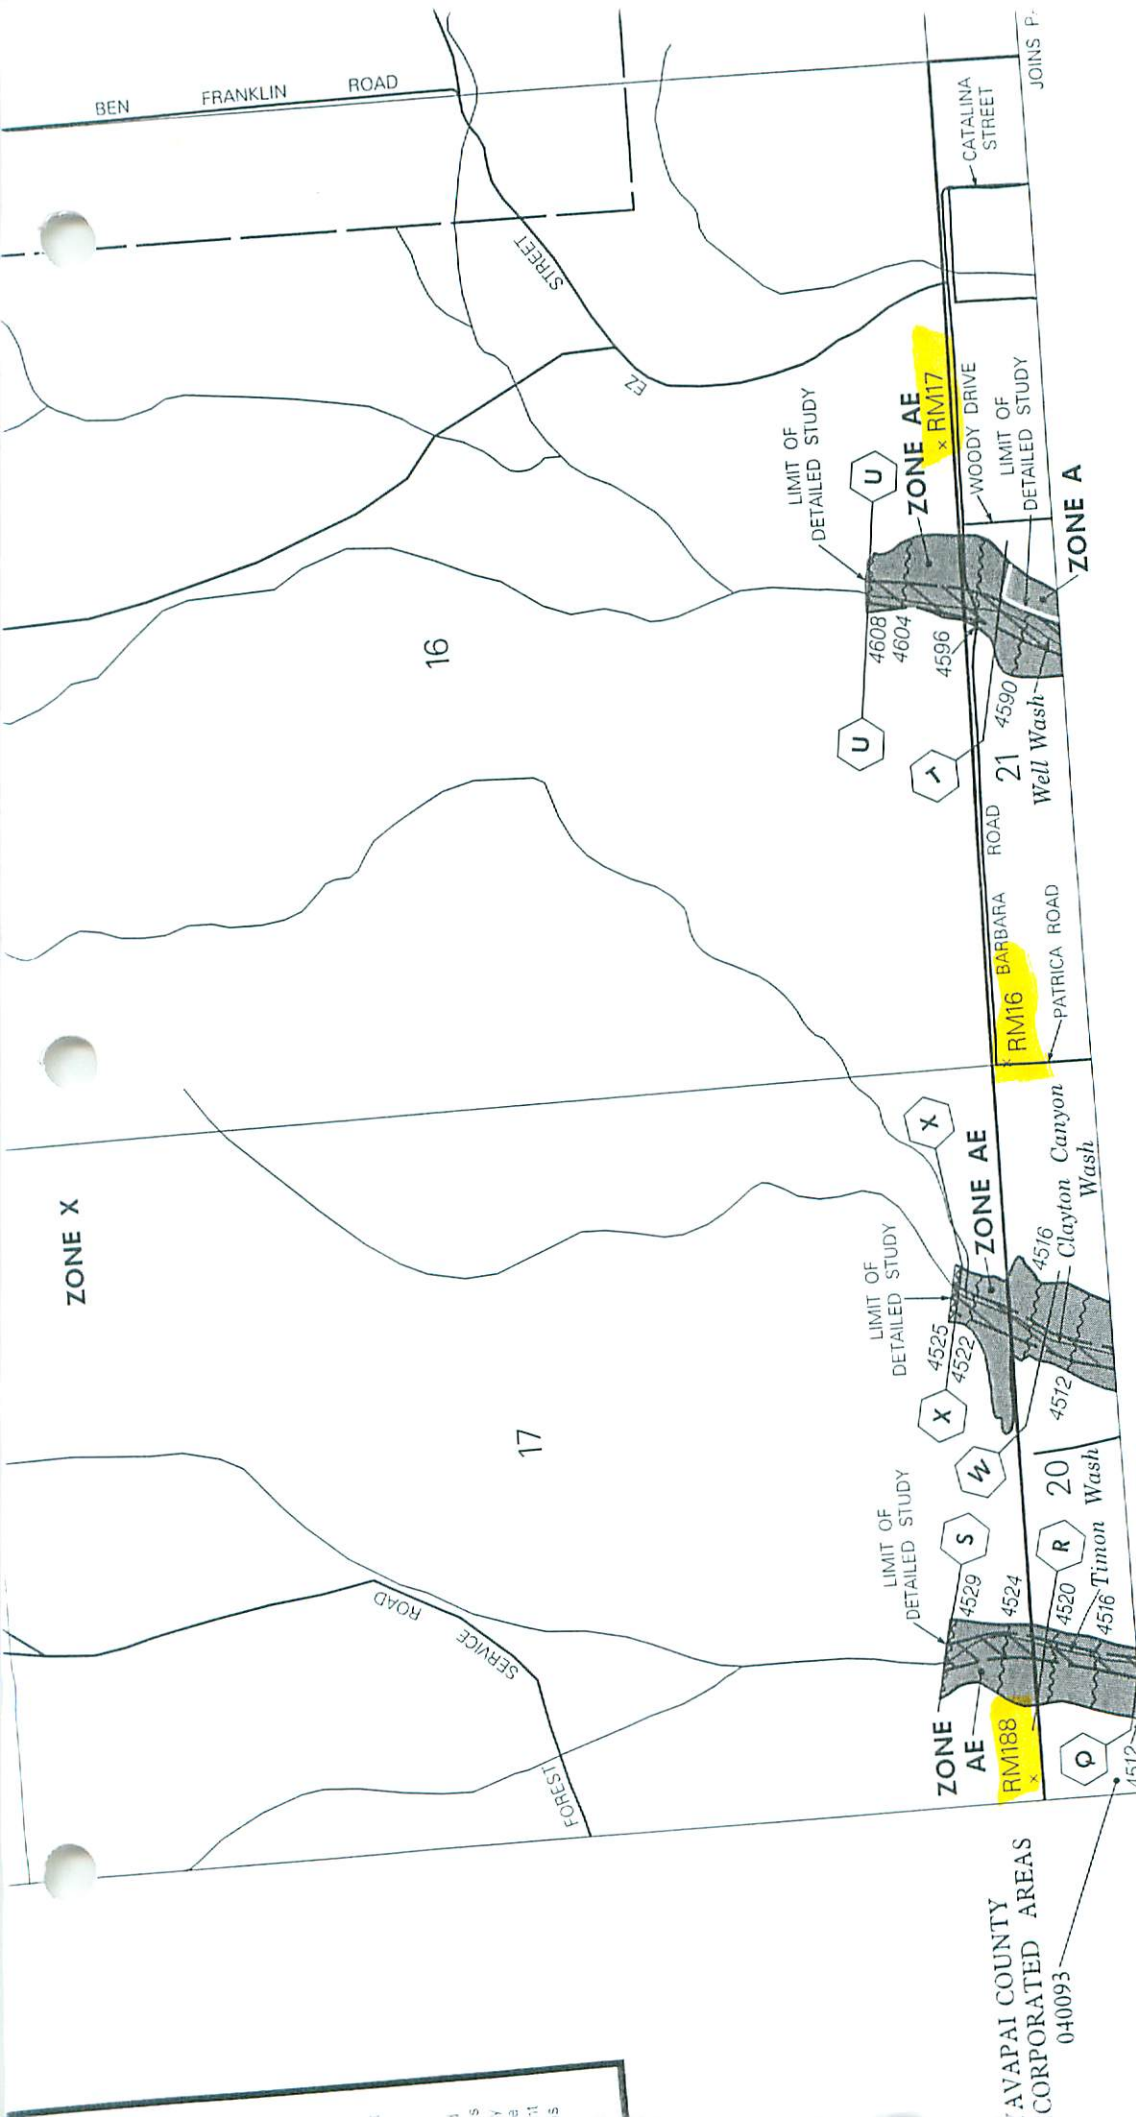 BEN FRANKLIN ROAD
STREET
EZ
CATALINA
STREET
JOINS
LIMIT OF
DETAILED STUDY
U
ZONE AE
× RM17
WOODY DRIVE
LIMIT OF
DETAILED STUDY
ZONE A
16
4608
4604
4596
4590
U
T
21
Well Wash
BARBARA ROAD
× RM16
PATRICA ROAD
ZONE X
X
ZONE AE
Clayton Canyon
Wash
4516
LIMIT OF
DETAILED STUDY
4525
4522
4512
X
W
17
20
LIMIT OF
DETAILED STUDY
S
R
Timon Wash
4529
4524
4520
4516
ROAD
SERVICE
FOREST
ZONE
AE
RM188
×
Q
4512
AVAPAI COUNTY
CORPORATED AREAS
040093